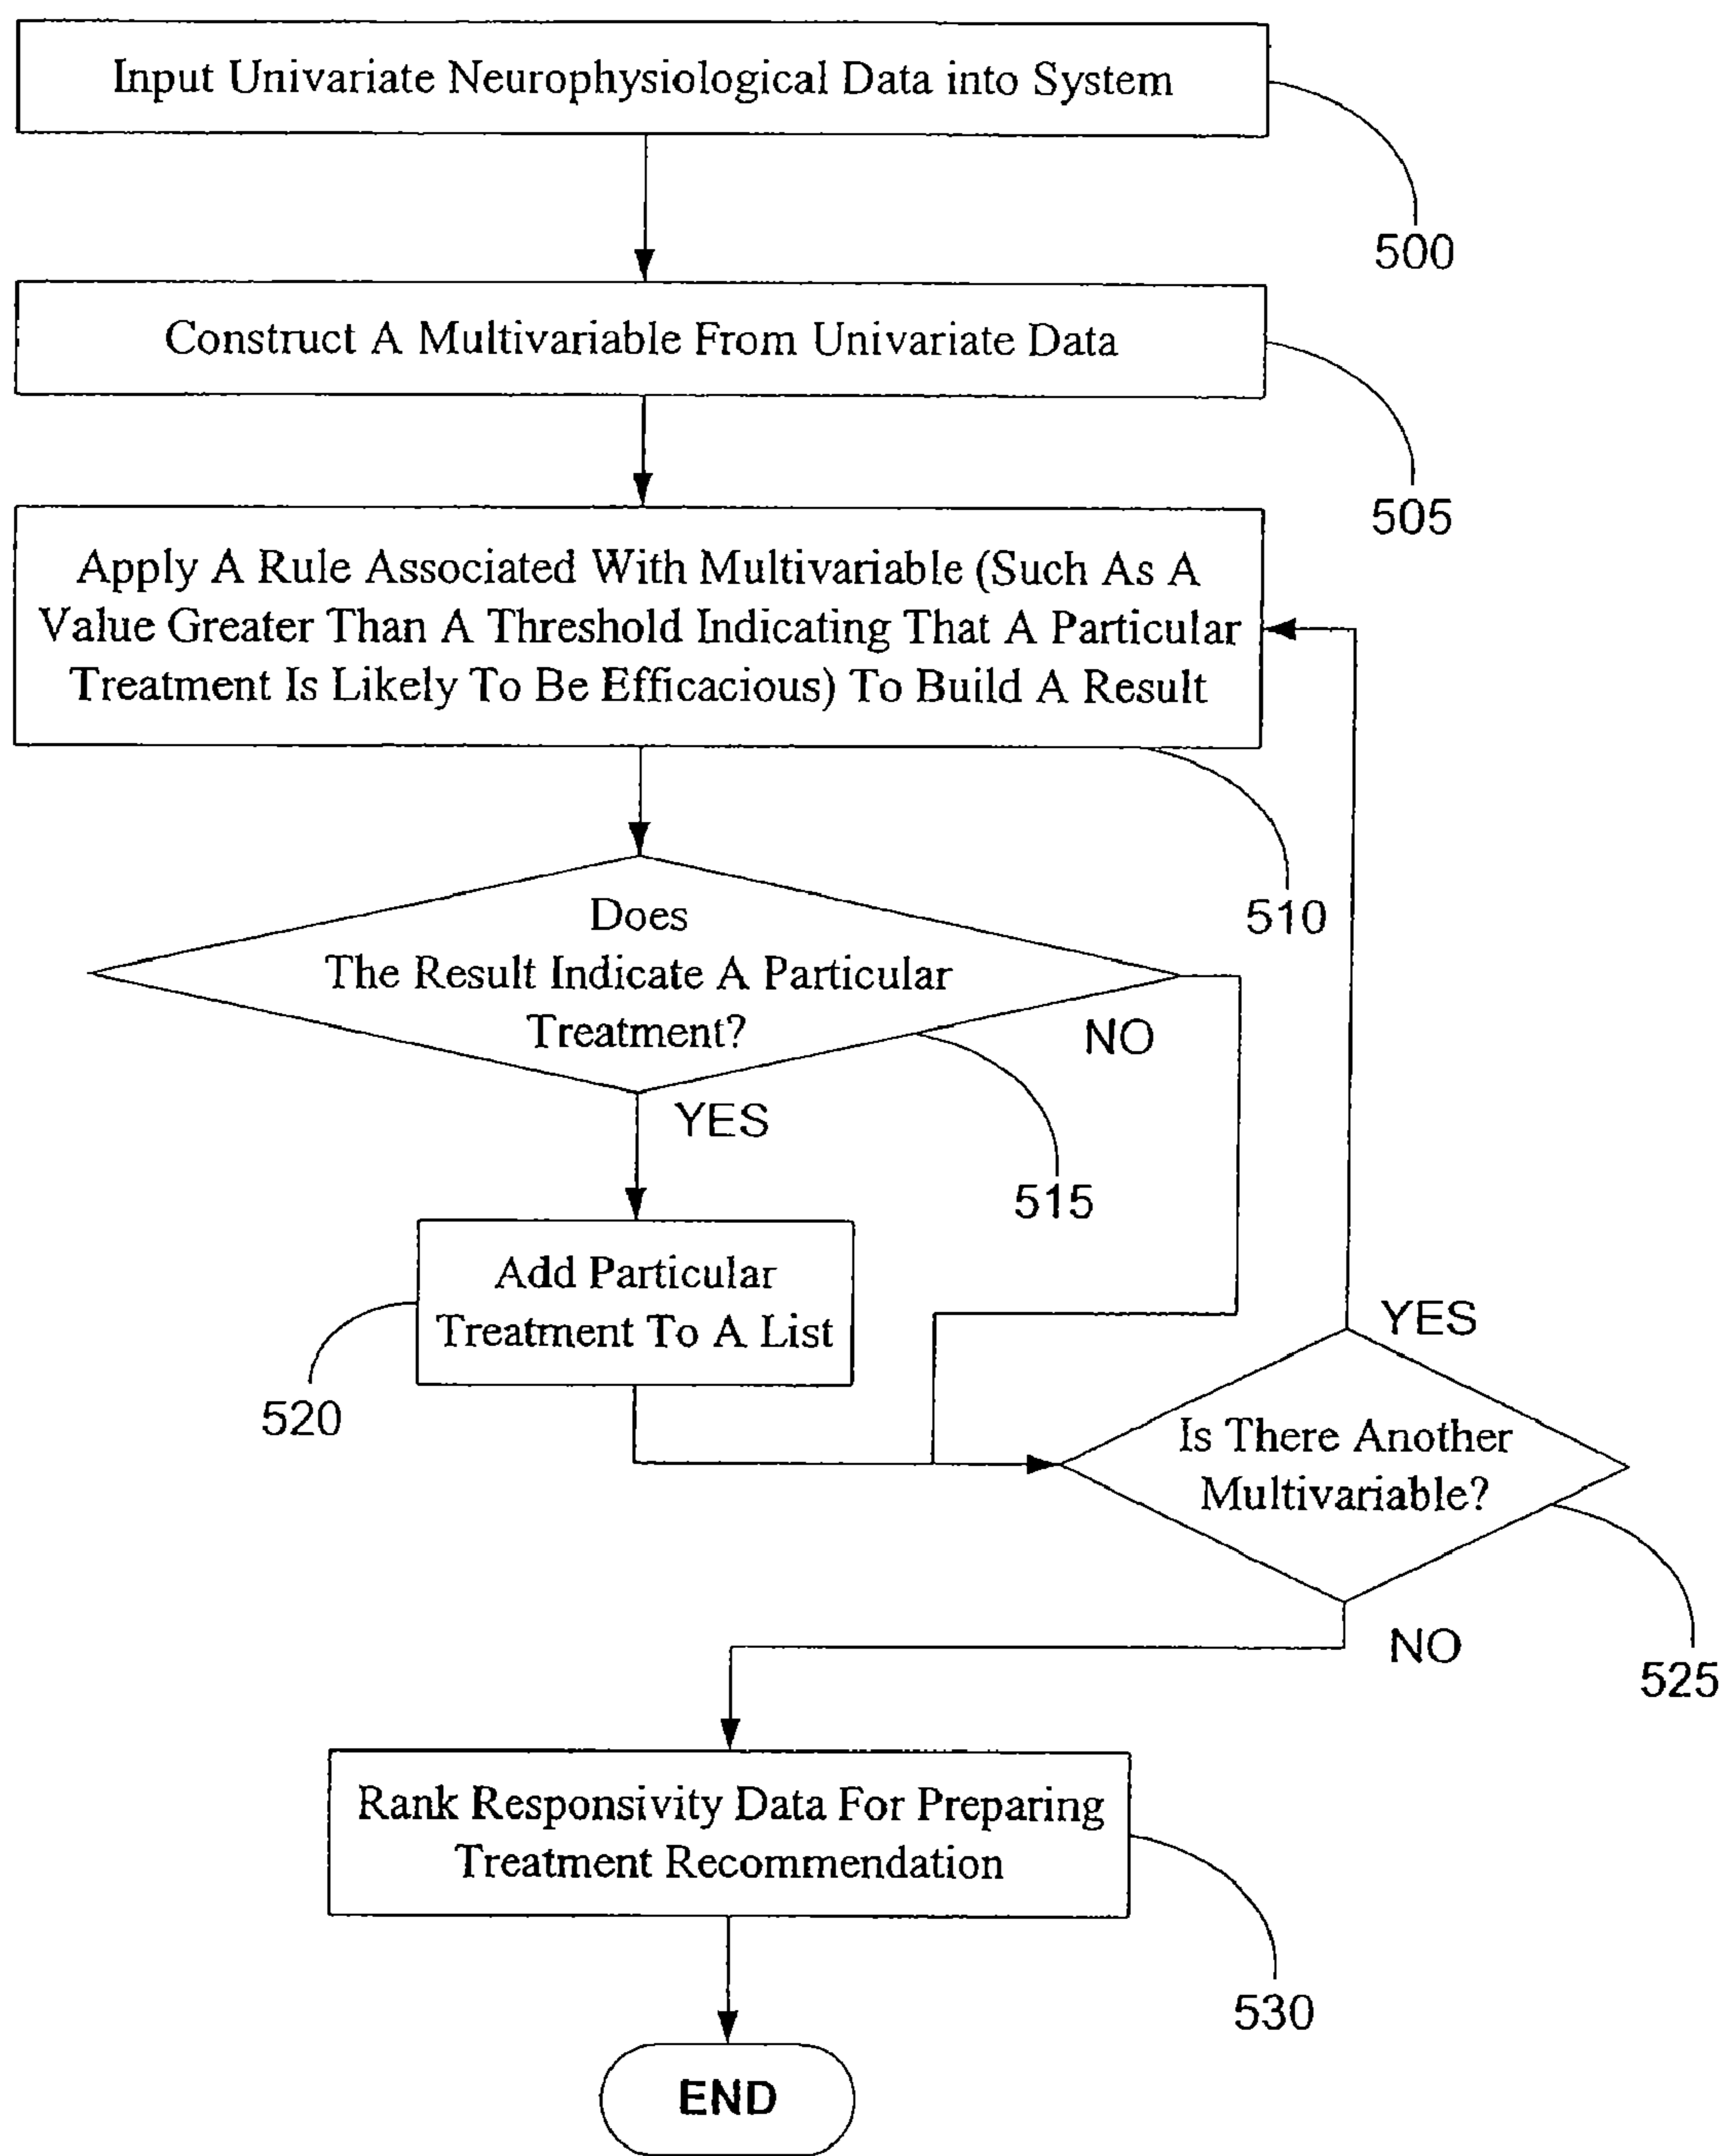 Input Univariate Neurophysiological Data into System
500
Construct A Multivariable From Univariate Data
505
Apply A Rule Associated With Multivariable (Such As A
Value Greater Than A Threshold Indicating That A Particular
Treatment Is Likely To Be Efficacious) To Build A Result
510
Does
The Result Indicate A Particular
Treatment?
NO
YES
515
Add Particular
Treatment To A List
520
YES
Is There Another
Multivariable?
NO
525
Rank Responsivity Data For Preparing
Treatment Recommendation
530
END